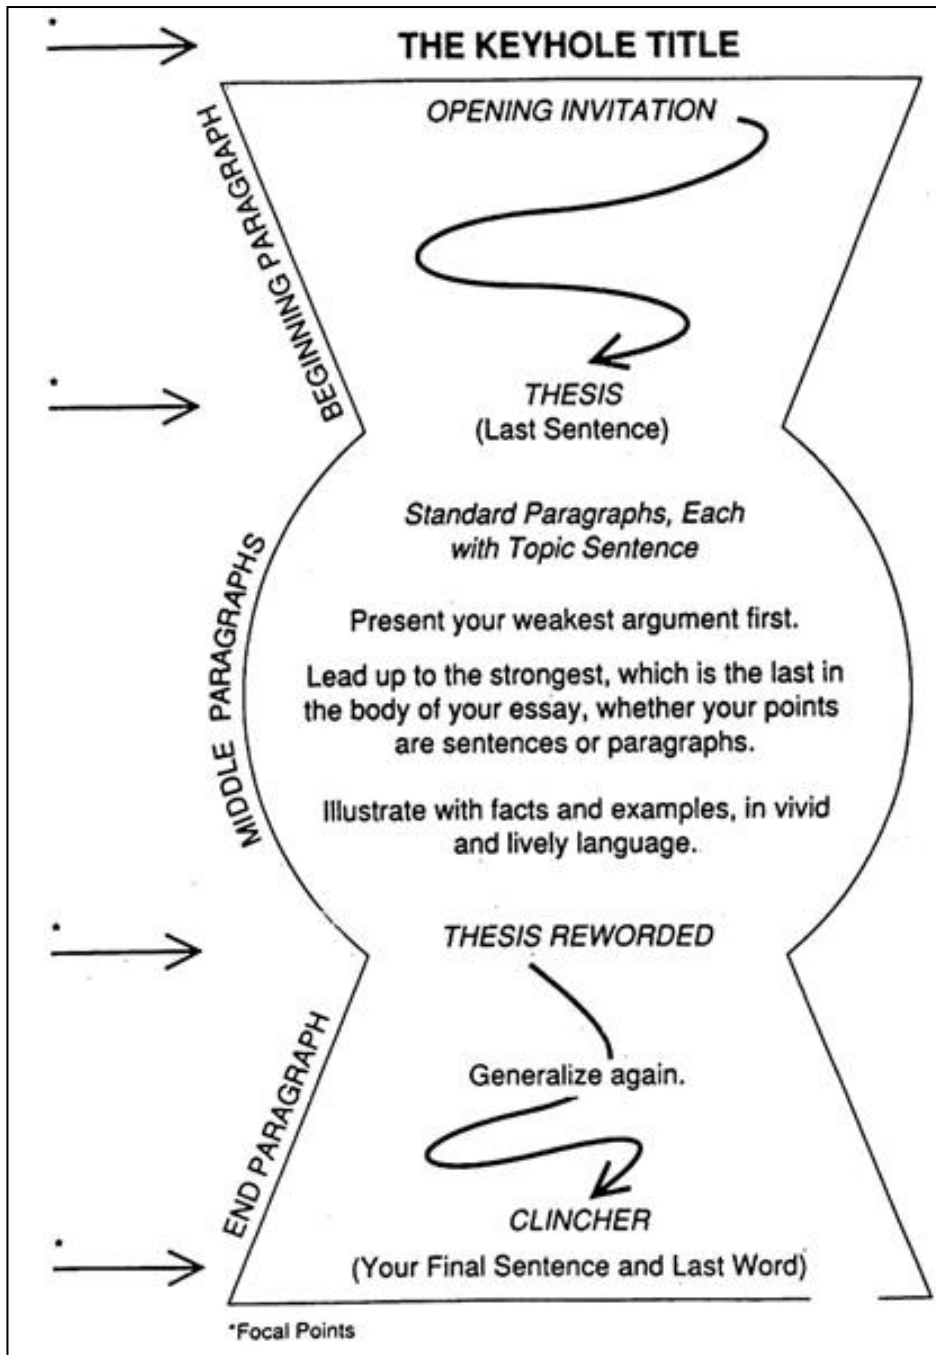 *
THE KEYHOLE TITLE
OPENING INVITATION
BEGINNING PARAGRAPH
*
THESIS
(Last Sentence)
Standard Paragraphs, Each
with Topic Sentence
MIDDLE PARAGRAPHS
Present your weakest argument first.
Lead up to the strongest, which is the last in
the body of your essay, whether your points
are sentences or paragraphs.
Illustrate with facts and examples, in vivid
and lively language.
*
THESIS REWORDED
END PARAGRAPH
Generalize again.
*
CLINCHER
(Your Final Sentence and Last Word)
*Focal Points